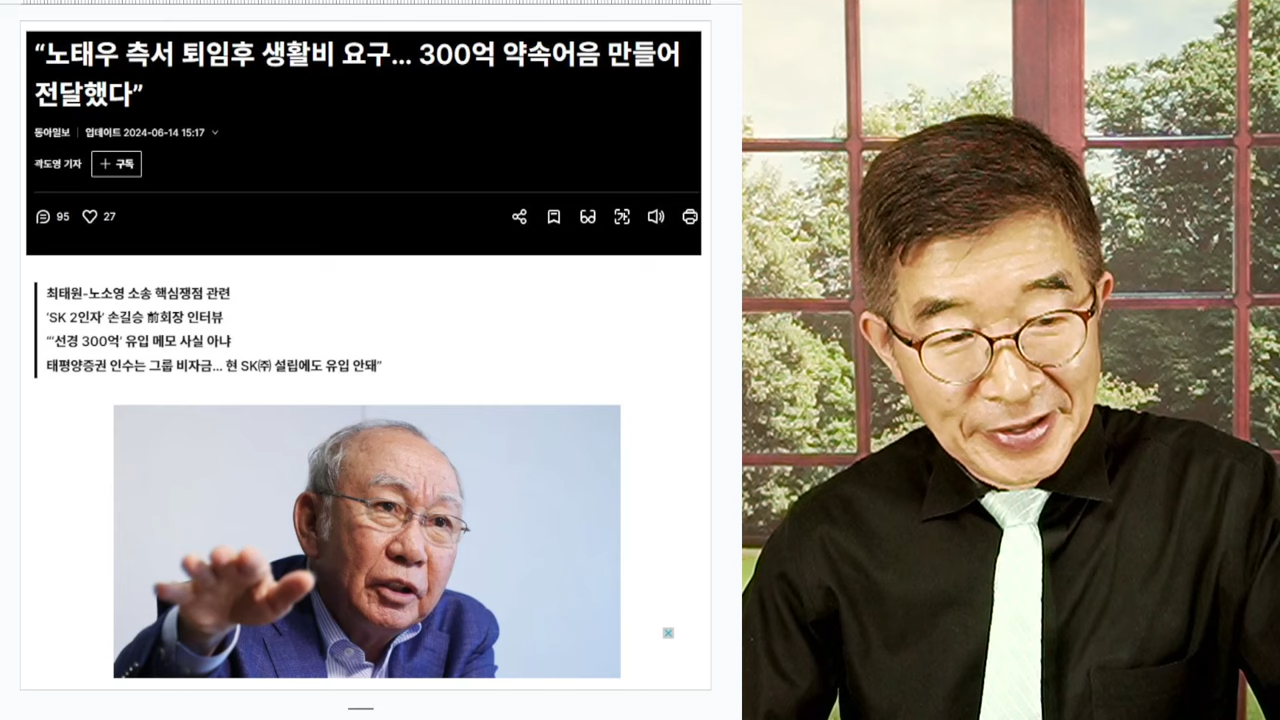 “노태우 측서 퇴임후 생활비 요구... 300억 약속어음 만들어
전달했다”
동아일보 | 업데이트 2024-06-14 15:17
곽도영 기자 + 구독
95 27
최태원-노소영 소송 핵심쟁점 관련
‘SK 2인자’ 손길승 前회장 인터뷰
“‘선경 300억’ 유입 메모 사실 아냐
태평양증권 인수는 그룹 비자금... 현 SK㈜ 설립에도 유입 안돼”